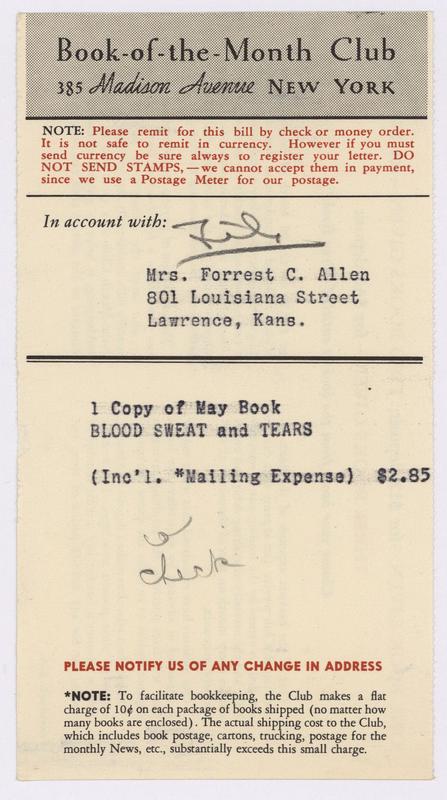 Book-of-the-Month Club
385 Madison Avenue NEW YORK
NOTE: Please remit for this bill by check or money order.
It is not safe to remit in currency. However if you must
send currency be sure always to register your letter. DO
NOT SEND STAMPS,—we cannot accept them in payment,
since we use a Postage Meter for our postage.
In account with:
File
Mrs. Forrest C. Allen
801 Louisiana Street
Lawrence, Kans.
1 Copy of May Book
BLOOD SWEAT and TEARS
(Inc'l. *Mailing Expense) $2.85
check
PLEASE NOTIFY US OF ANY CHANGE IN ADDRESS
*NOTE: To facilitate bookkeeping, the Club makes a flat
charge of 10¢ on each package of books shipped (no matter how
many books are enclosed). The actual shipping cost to the Club,
which includes book postage, cartons, trucking, postage for the
monthly News, etc., substantially exceeds this small charge.